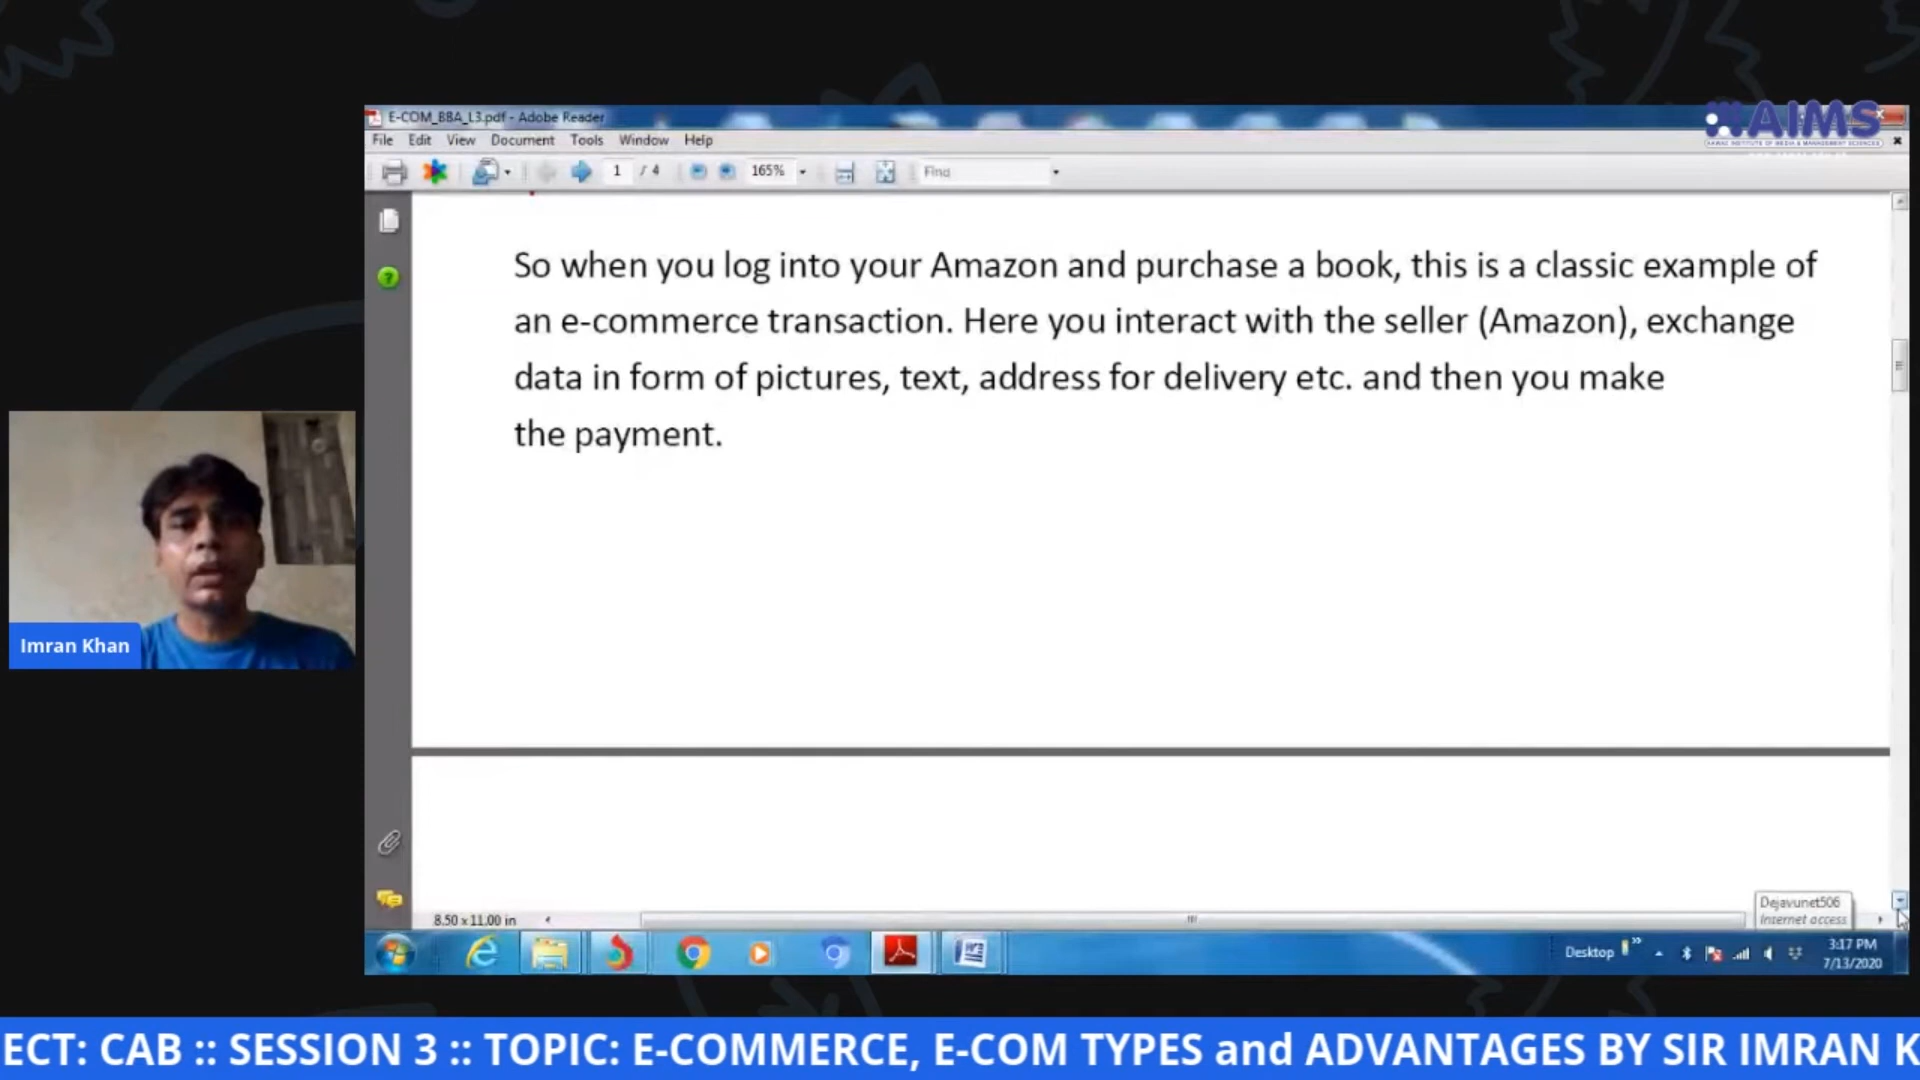 E-COM_BBA_L3.pdf - Adobe Reader
AIMS
File Edit View Document Tools Window Help
1 / 4 165% Find
So when you log into your Amazon and purchase a book, this is a classic example of
an e-commerce transaction. Here you interact with the seller (Amazon), exchange
data in form of pictures, text, address for delivery etc. and then you make
the payment.
Imran Khan
8.50 x 11.00 in
Dejavunet506
Internet access
Desktop
3:17 PM
7/13/2020
ECT: CAB :: SESSION 3 :: TOPIC: E-COMMERCE, E-COM TYPES and ADVANTAGES BY SIR IMRAN K